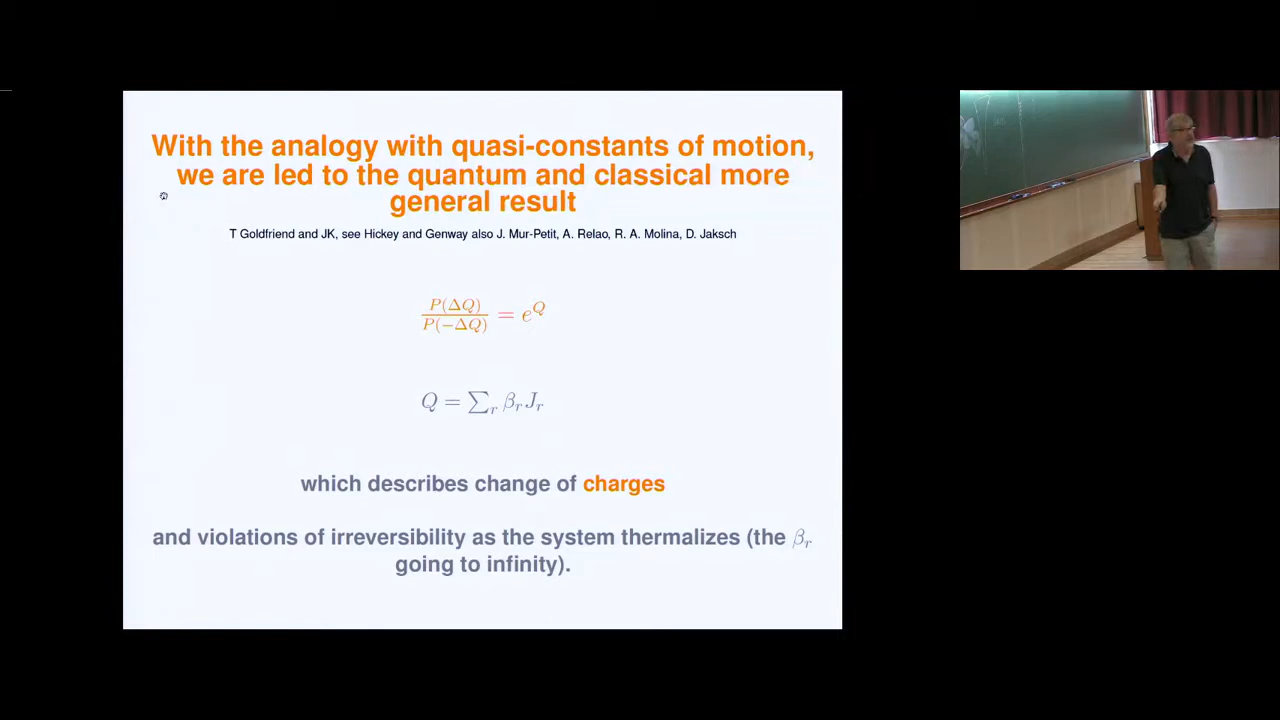 With the analogy with quasi-constants of motion,
we are led to the quantum and classical more
general result
T Goldfriend and JK, see Hickey and Genway also J. Mur-Petit, A. Relao, R. A. Molina, D. Jaksch
P(ΔQ)/P(−ΔQ) = e^Q
Q = ∑_r β_r J_r
which describes change of charges
and violations of irreversibility as the system thermalizes (the β_r
going to infinity).